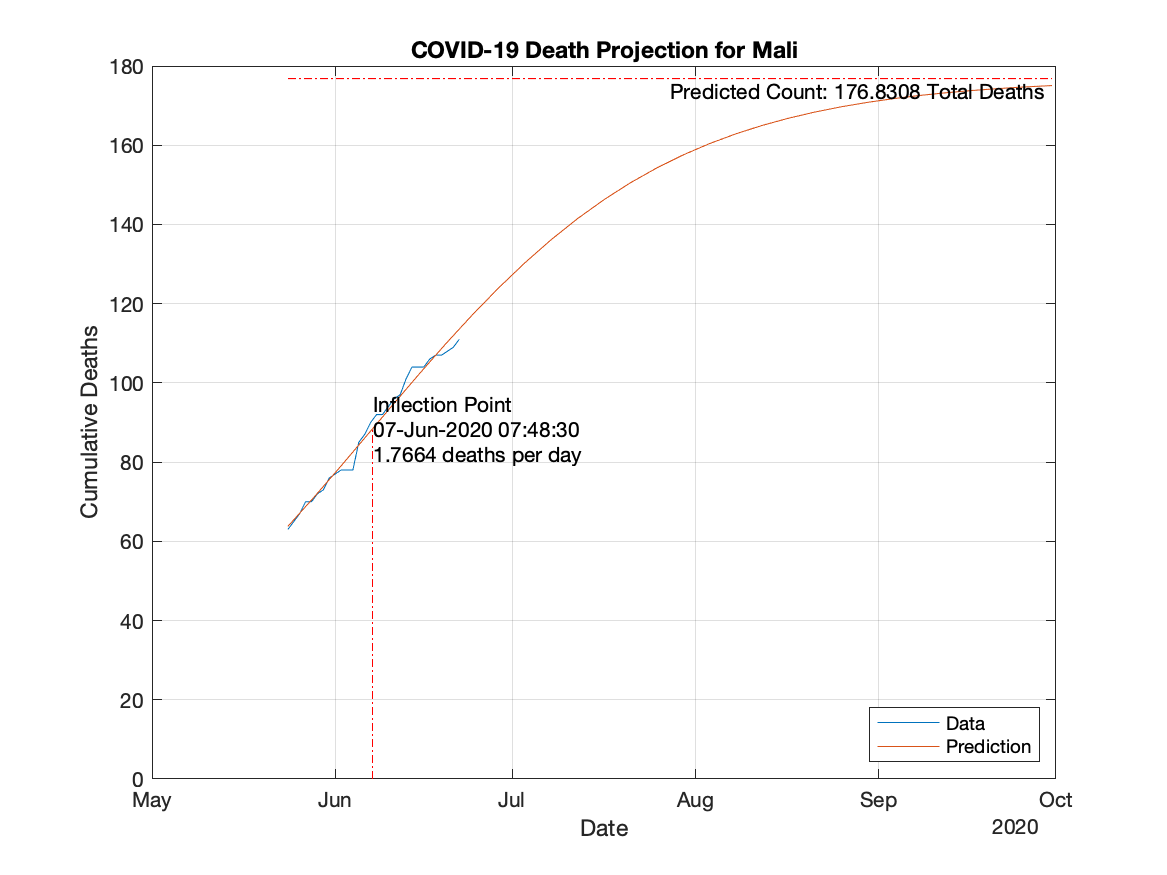 COVID-19 Death Projection for Mali
180
Predicted Count: 176.8308 Total Deaths
160
140
120
100
Inflection Point
07-Jun-2020 07:48:30
1.7664 deaths per day
80
60
40
20
0
Cumulative Deaths
Data
Prediction
May Jun Jul Aug Sep Oct
Date
2020